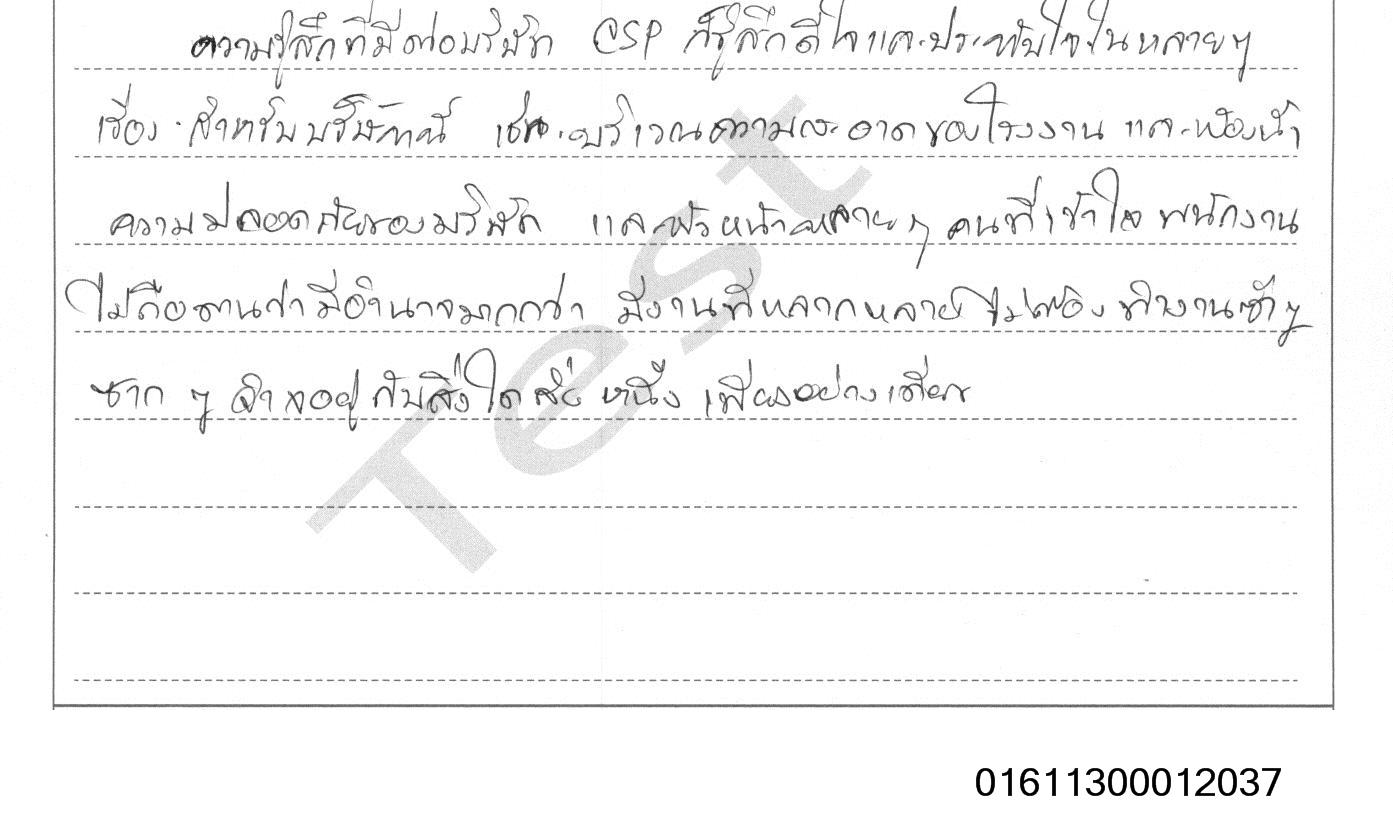 ความรู้สึกที่มีต่อบริษัท CSP ก็รู้สึกดีใจและประทับใจในหลายๆ
เรื่อง สำหรับบริษัทนี้ เช่น บริเวณความสะอาดของโรงงาน และห้องน้ำ
ความปลอดภัยของบริษัท และหัวหน้าหลายๆ คนที่เข้าใจ พนักงาน
ไม่ถือตนว่ามีอำนาจมากกว่า มีงานที่หลากหลาย ไม่ต้อง ทำงานซ้ำๆ
ซากๆ จำเจอยู่ กับสิ่งใดสิ่ง หนึ่ง เพียงอย่างเดียว
Test
01611300012037